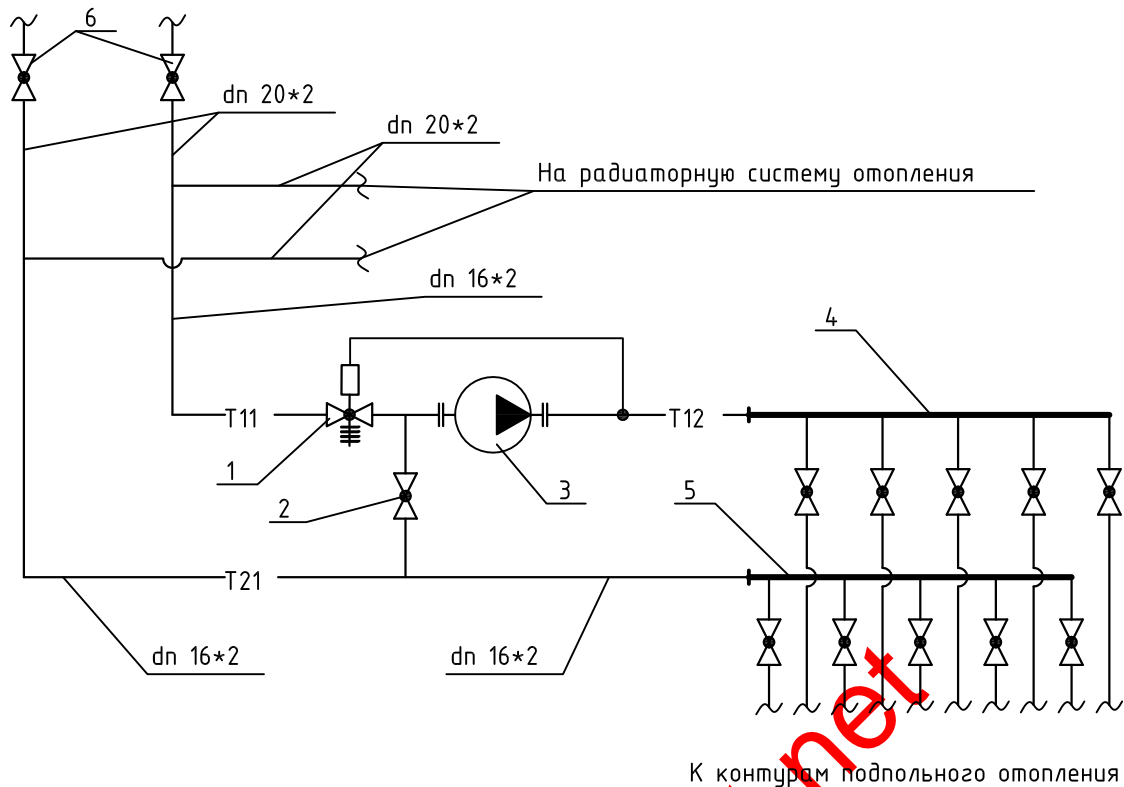 6
dn 20*2
dn 20*2
На радиаторную систему отопления
dn 16*2
4
T11
T12
1
2
3
5
T21
dn 16*2
dn 16*2
net
К контурам подпольного отопления